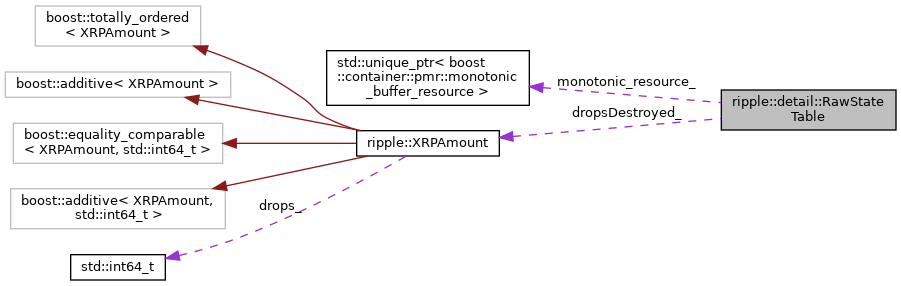 boost::totally_ordered
< XRPAmount >
boost::additive< XRPAmount >
boost::equality_comparable
< XRPAmount, std::int64_t >
boost::additive< XRPAmount,
std::int64_t >
std::int64_t
std::unique_ptr< boost
::container::pmr::monotonic
_buffer_resource >
ripple::XRPAmount
drops_
monotonic_resource_
dropsDestroyed_
ripple::detail::RawState
Table